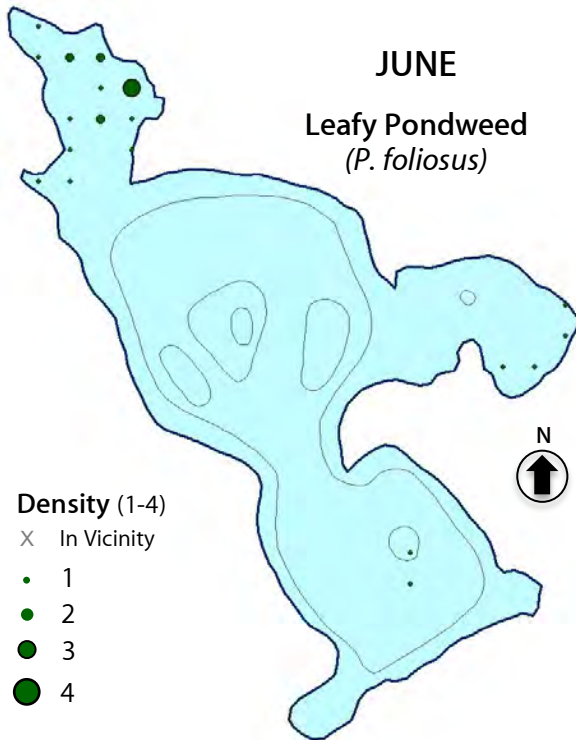 JUNE
Leafy Pondweed
(P. foliosus)
N
Density (1-4)
X In Vicinity
1
2
3
4